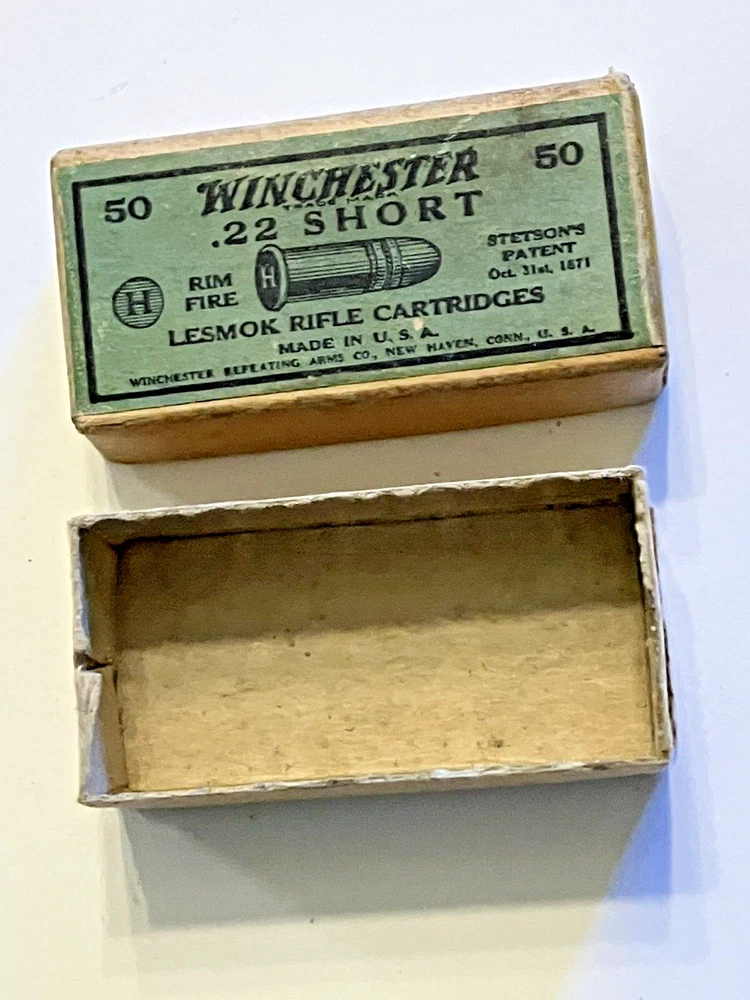 50 WINCHESTER 50
TRADE MARK
.22 SHORT
STETSON'S
PATENT
Oct. 31st, 1871
H
RIM
FIRE
H
LESMOK RIFLE CARTRIDGES
MADE IN U. S. A.
WINCHESTER REPEATING ARMS CO., NEW HAVEN, CONN., U. S. A.